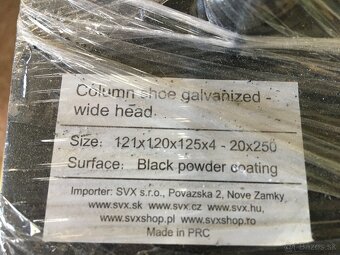 Column shoe galvanized -
wide head
Size: 121x120x125x4 - 20x250
Surface: Black powder coating
Importer: SVX s.r.o., Povazska 2, Nove Zamky
www.svx.sk www.svx.cz www.svx.hu,
www.svxshop.pl www.svxshop.ro
Made in PRC